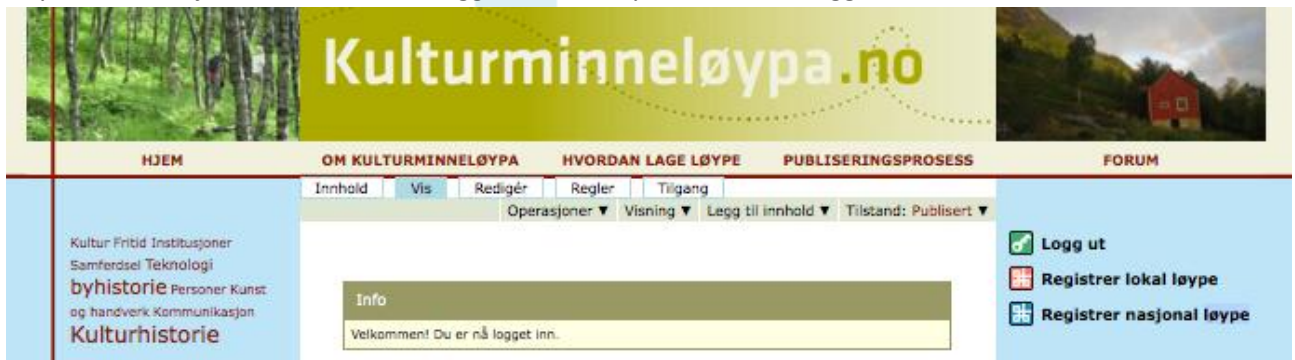 Kulturminneløypa.no
HJEM
OM KULTURMINNELØYPA
HVORDAN LAGE LØYPE
PUBLISERINGSPROSESS
FORUM
Innhold Vis Redigér Regler Tilgang
Operasjoner ▼ Visning ▼ Legg til innhold ▼ Tilstand: Publisert ▼
Kultur Fritid Institusjoner
Samferdsel Teknologi
byhistorie Personer Kunst
og handverk Kommunikasjon
Kulturhistorie
Info
Velkommen! Du er nå logget inn.
Logg ut
Registrer lokal løype
Registrer nasjonal løype